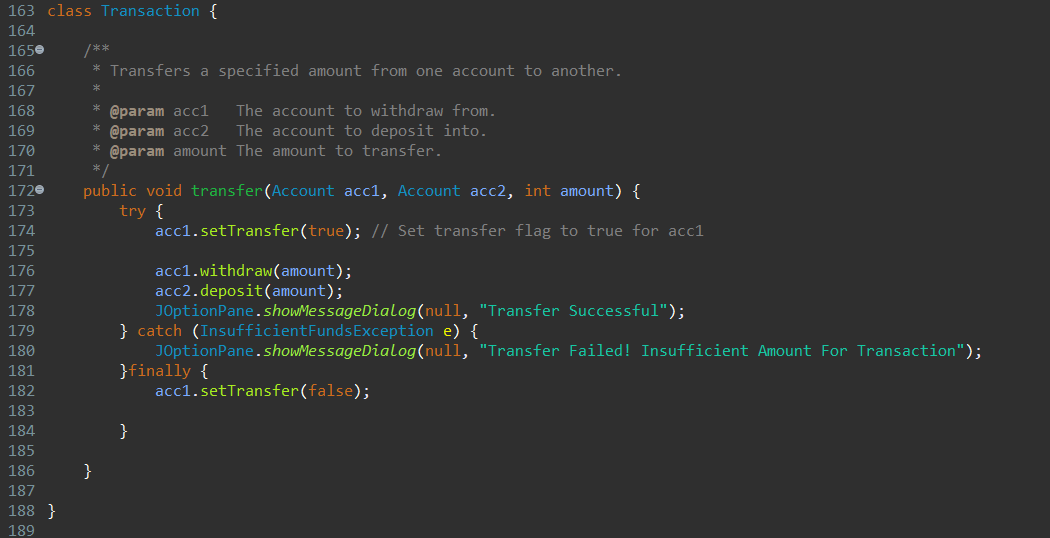 163 class Transaction {
164
165 /**
166 * Transfers a specified amount from one account to another.
167 *
168 * @param acc1   The account to withdraw from.
169 * @param acc2   The account to deposit into.
170 * @param amount The amount to transfer.
171 */
172 public void transfer(Account acc1, Account acc2, int amount) {
173 try {
174 acc1.setTransfer(true); // Set transfer flag to true for acc1
175
176 acc1.withdraw(amount);
177 acc2.deposit(amount);
178 JOptionPane.showMessageDialog(null, "Transfer Successful");
179 } catch (InsufficientFundsException e) {
180 JOptionPane.showMessageDialog(null, "Transfer Failed! Insufficient Amount For Transaction");
181 }finally {
182 acc1.setTransfer(false);
183
184 }
185
186 }
187
188 }
189